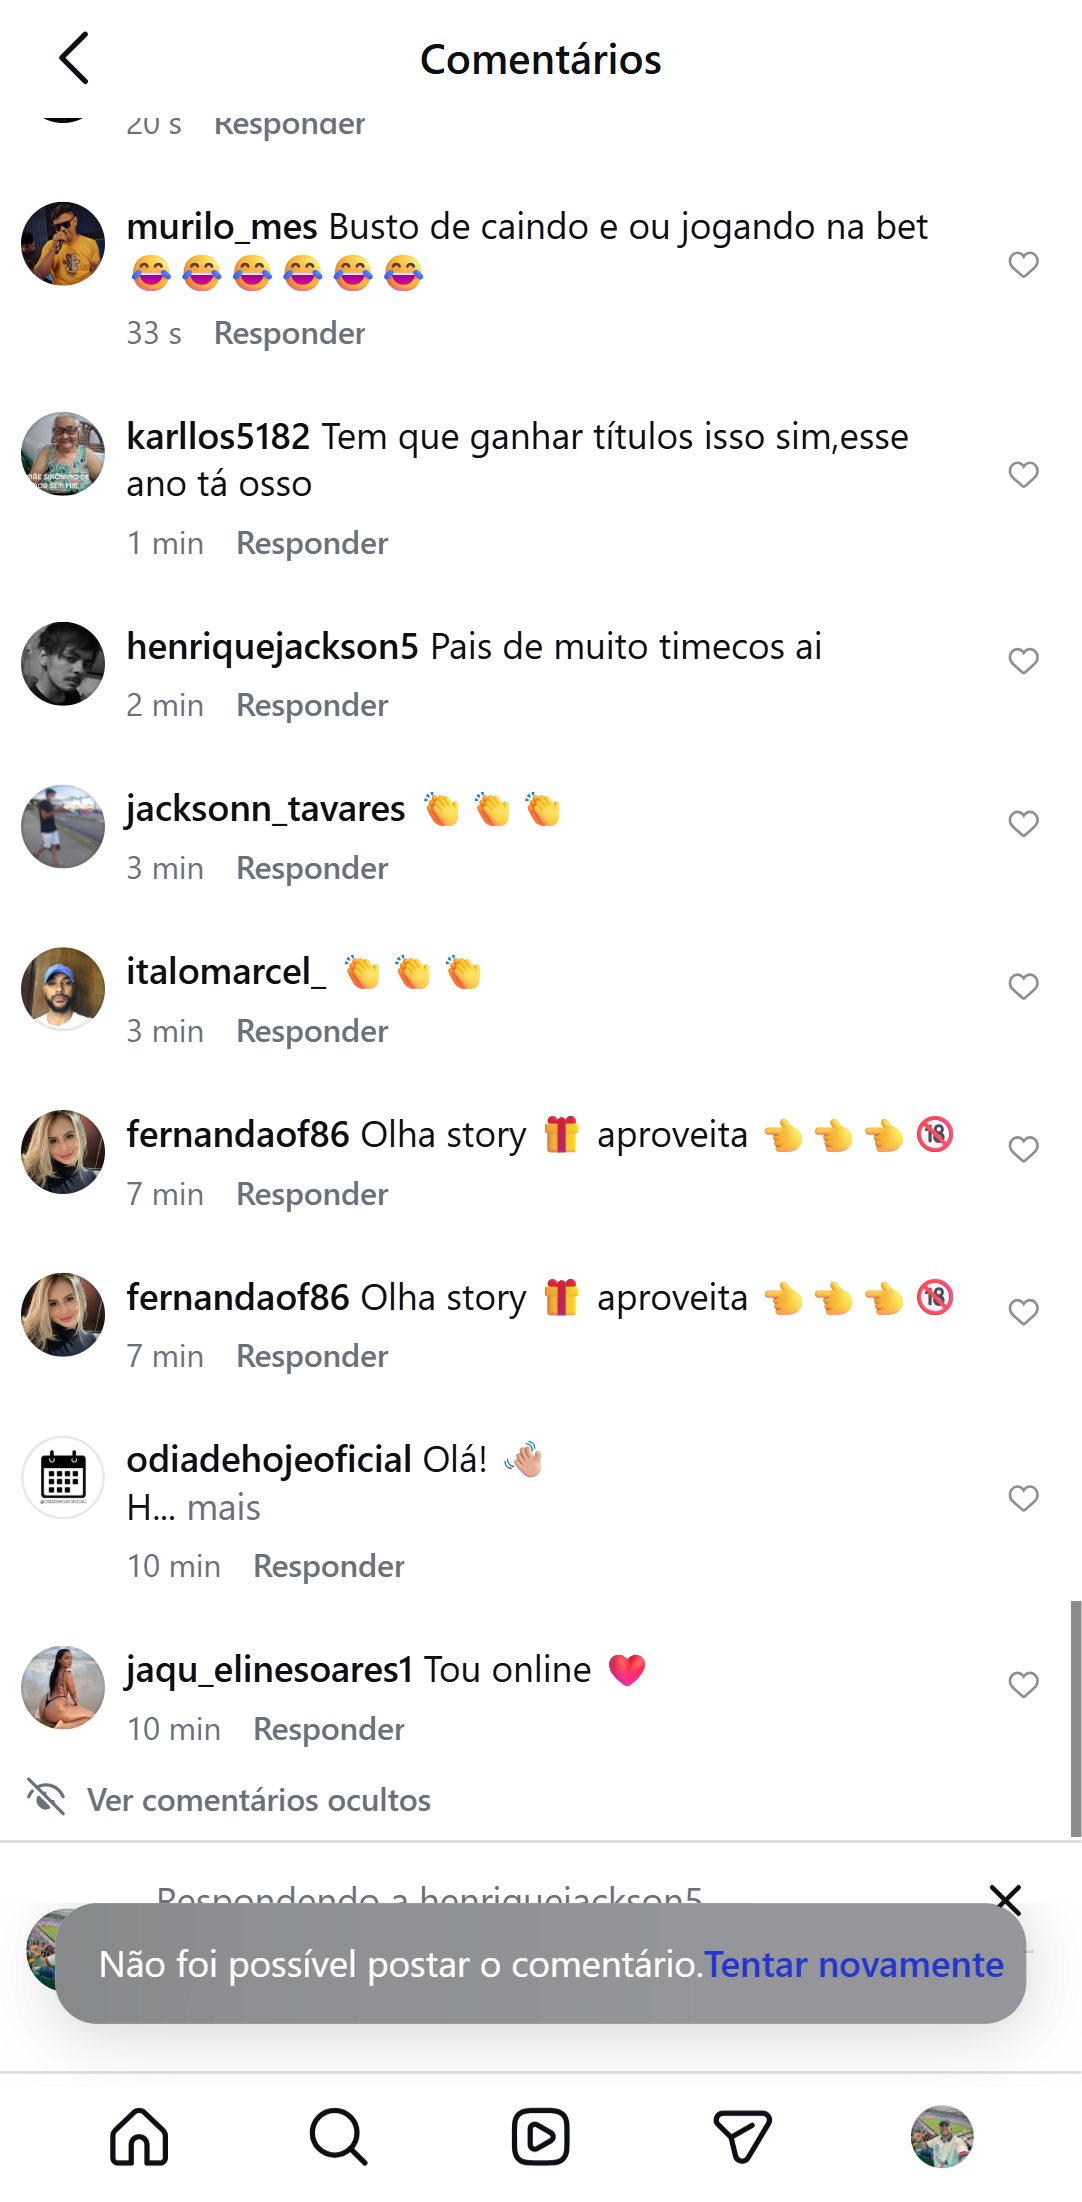 Comentários
20 s Responder
murilo_mes Busto de caindo e ou jogando na bet
😂😂😂😂😂😂
33 s Responder
karllos5182 Tem que ganhar títulos isso sim,esse
ano tá osso
1 min Responder
henriquejackson5 Pais de muito timecos ai
2 min Responder
jacksonn_tavares 👏👏👏
3 min Responder
italomarcel_ 👏👏👏
3 min Responder
fernandaof86 Olha story 🎁 aproveita 👈👈👈🔞
7 min Responder
fernandaof86 Olha story 🎁 aproveita 👈👈👈🔞
7 min Responder
odiadehojeoficial Olá! 👋🏼
H... mais
10 min Responder
jaqu_elinesoares1 Tou online ❤️
10 min Responder
Ver comentários ocultos
Respondendo a henriquejackson5
Não foi possível postar o comentário.Tentar novamente